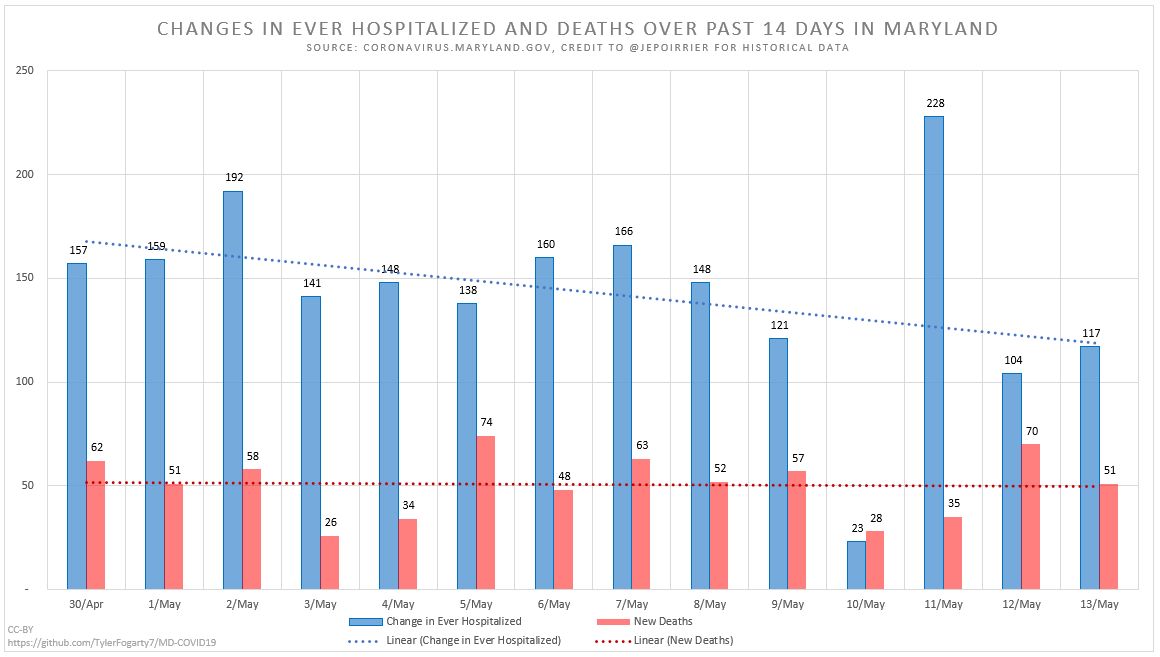 CHANGES IN EVER HOSPITALIZED AND DEATHS OVER PAST 14 DAYS IN MARYLAND
SOURCE: CORONAVIRUS.MARYLAND.GOV, CREDIT TO @JEPOIRRIER FOR HISTORICAL DATA
250
200
150
100
50
-
157 62
159 51
192 58
141 26
148 34
138 74
160 48
166 63
148 52
121 57
23 28
228 35
104 70
117 51
30/Apr 1/May 2/May 3/May 4/May 5/May 6/May 7/May 8/May 9/May 10/May 11/May 12/May 13/May
Change in Ever Hospitalized New Deaths
Linear (Change in Ever Hospitalized) Linear (New Deaths)
CC-BY
https://github.com/TylerFogarty7/MD-COVID19